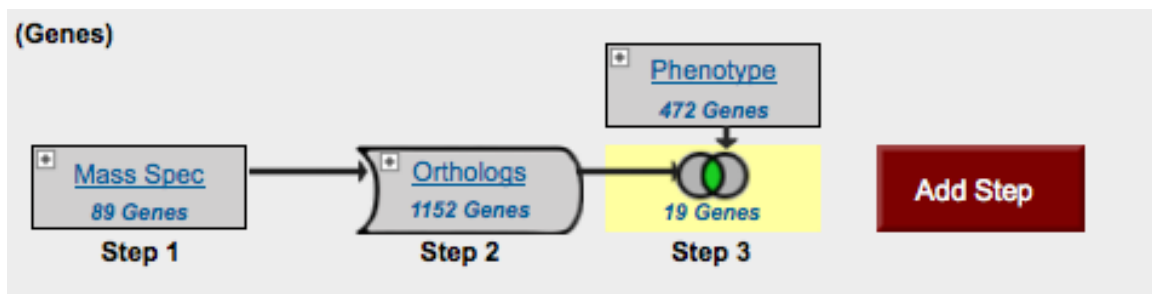 (Genes)
Phenotype
472 Genes
Mass Spec
89 Genes
Orthologs
1152 Genes
19 Genes
Add Step
Step 1
Step 2
Step 3